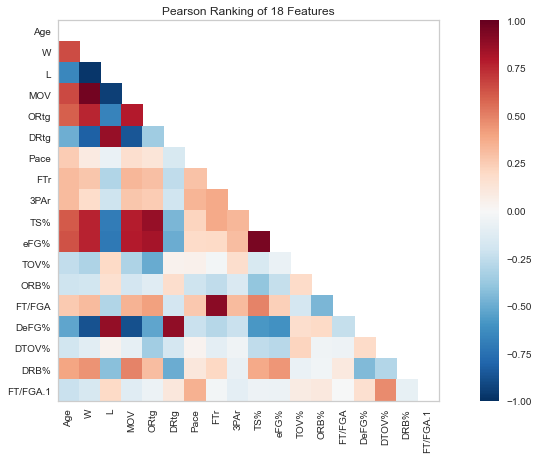 Pearson Ranking of 18 Features
Age
W
L
MOV
ORtg
DRtg
Pace
FTr
3PAr
TS%
eFG%
TOV%
ORB%
FT/FGA
DeFG%
DTOV%
DRB%
FT/FGA.1
Age
W
L
MOV
ORtg
DRtg
Pace
FTr
3PAr
TS%
eFG%
TOV%
ORB%
FT/FGA
DeFG%
DTOV%
DRB%
FT/FGA.1
1.00
0.75
0.50
0.25
0.00
−0.25
−0.50
−0.75
−1.00